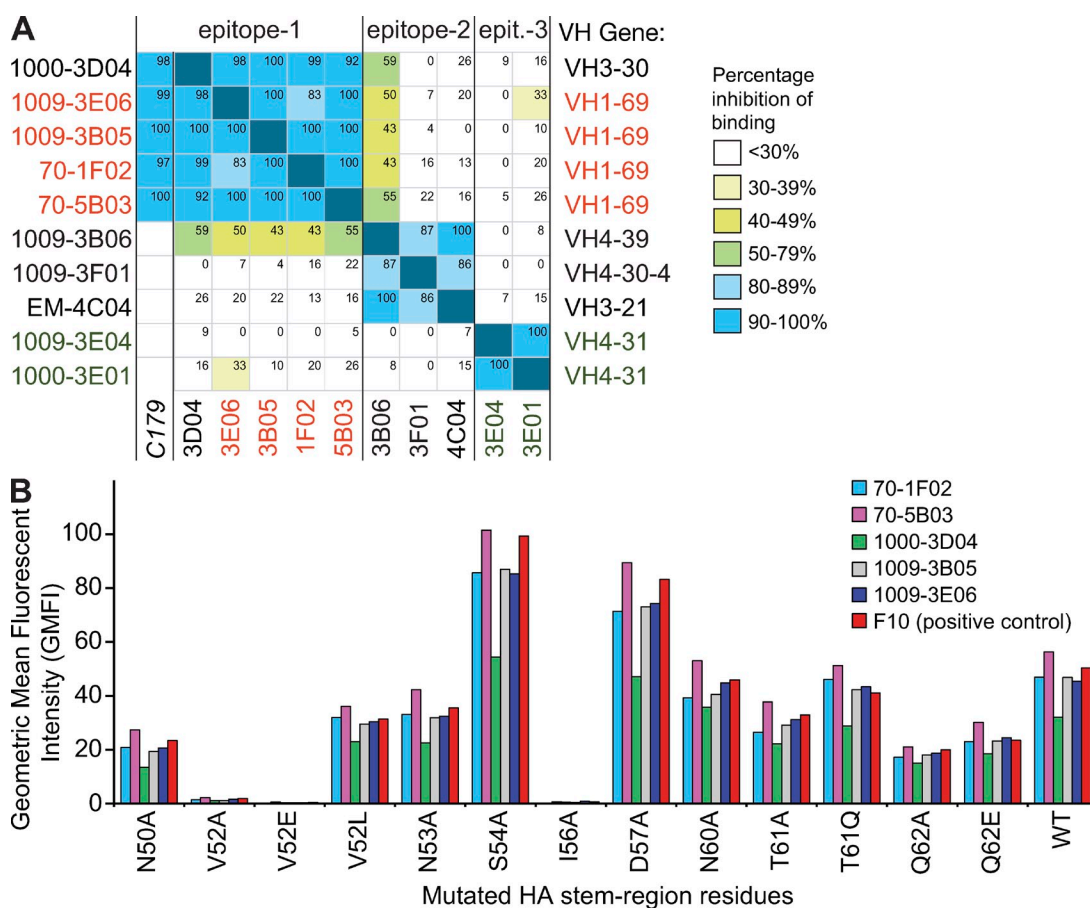 A
epitope-1 epitope-2 epit.-3 VH Gene:
1000-3D04 98 98 100 99 92 59 0 26 9 16 VH3-30
1009-3E06 99 98 100 83 100 50 7 20 0 33 VH1-69
1009-3B05 100 100 100 100 100 43 4 0 0 10 VH1-69
70-1F02 97 99 83 100 100 43 16 13 0 20 VH1-69
70-5B03 100 92 100 100 100 55 22 16 5 26 VH1-69
1009-3B06 59 50 43 43 55 87 100 0 8 VH4-39
1009-3F01 0 7 4 16 22 87 86 0 0 VH4-30-4
EM-4C04 26 20 22 13 16 100 86 7 15 VH3-21
1009-3E04 9 0 0 0 5 0 0 7 100 VH4-31
1000-3E01 16 33 10 20 26 8 0 15 100 VH4-31
C179 3D04 3E06 3B05 1F02 5B03 3B06 3F01 4C04 3E04 3E01
Percentage
inhibition of
binding
<30%
30-39%
40-49%
50-79%
80-89%
90-100%
B
Geometric Mean Fluorescent
Intensity (GMFI)
100
80
60
40
20
0
70-1F02
70-5B03
1000-3D04
1009-3B05
1009-3E06
F10 (positive control)
N50A V52A V52E V52L N53A S54A I56A D57A N60A T61A T61Q Q62A Q62E WT
Mutated HA stem-region residues